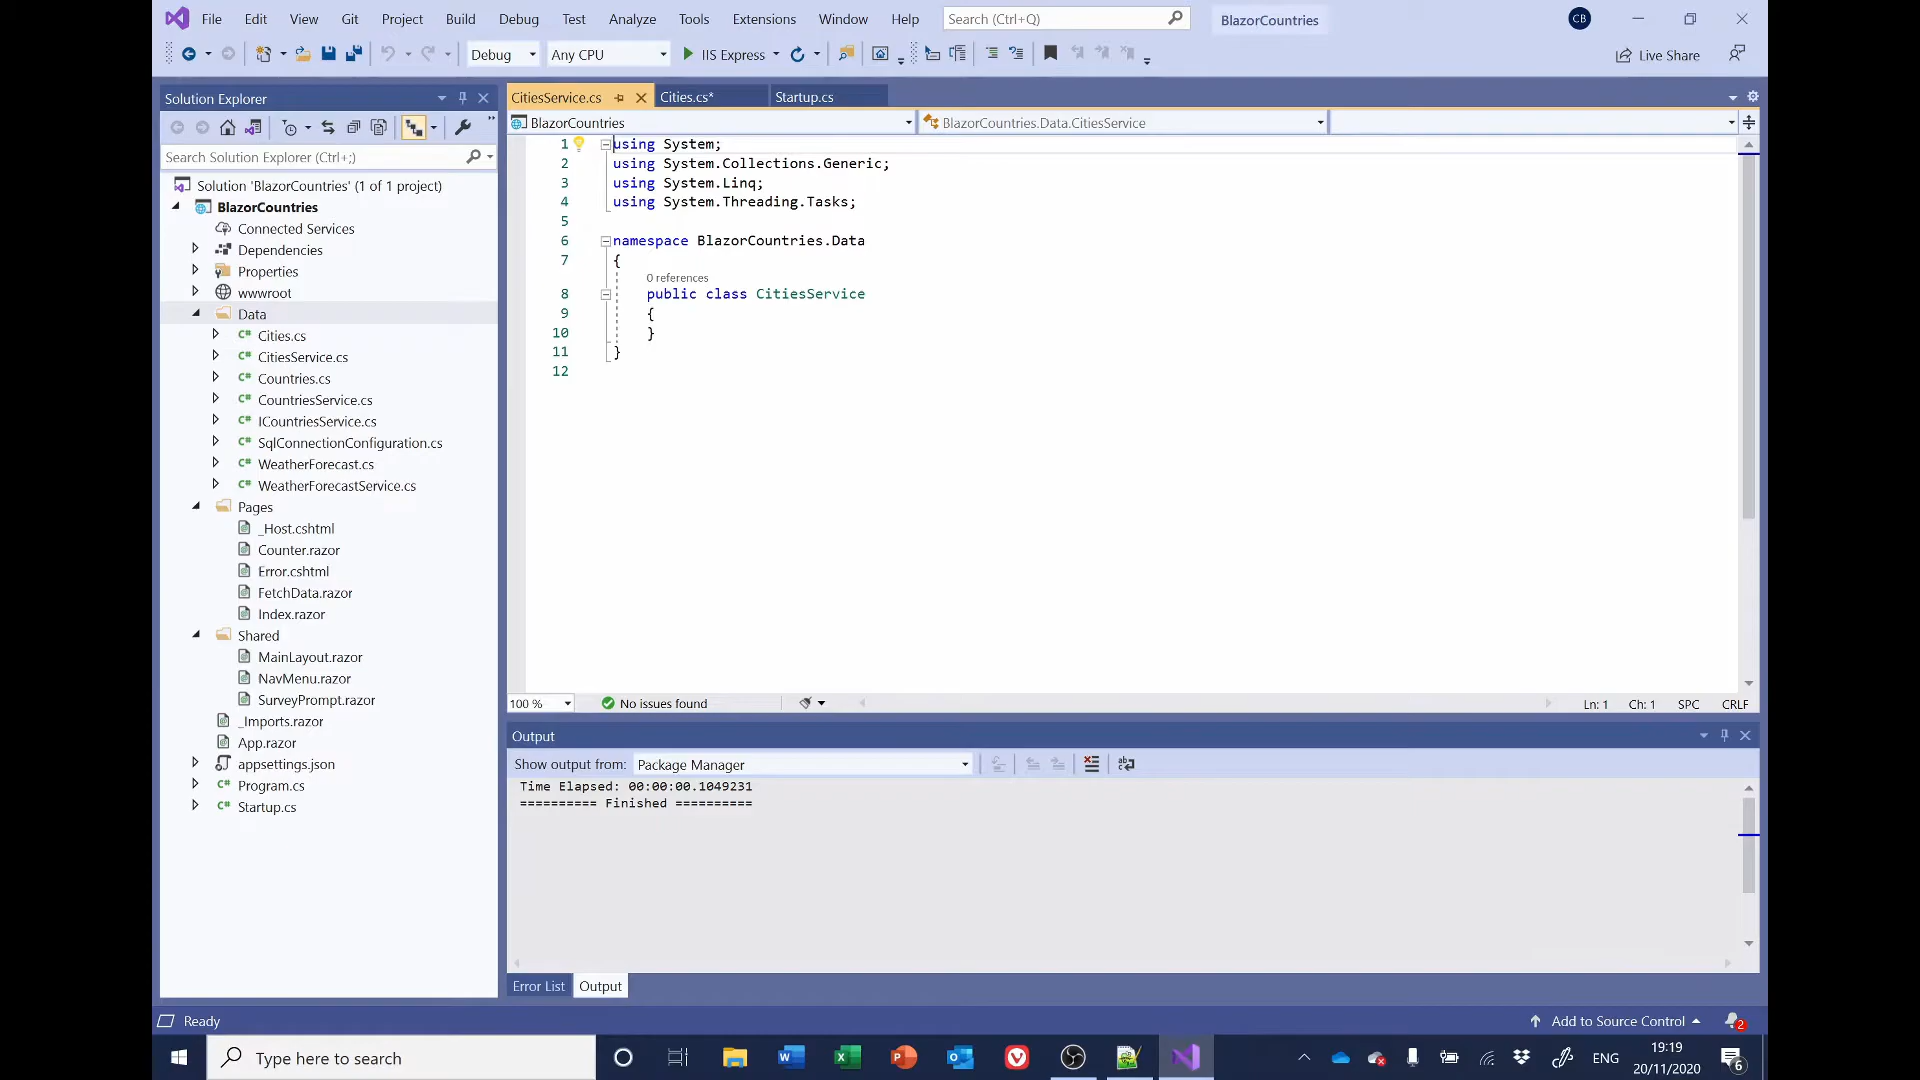 File Edit View Git Project Build Debug Test Analyze Tools Extensions Window Help Search (Ctrl+Q) BlazorCountries CB
Debug Any CPU IIS Express Live Share
Solution Explorer
Search Solution Explorer (Ctrl+;)
Solution 'BlazorCountries' (1 of 1 project)
BlazorCountries
Connected Services
Dependencies
Properties
wwwroot
Data
C# Cities.cs
C# CitiesService.cs
C# Countries.cs
C# CountriesService.cs
C# ICountriesService.cs
C# SqlConnectionConfiguration.cs
C# WeatherForecast.cs
C# WeatherForecastService.cs
Pages
_Host.cshtml
Counter.razor
Error.cshtml
FetchData.razor
Index.razor
Shared
MainLayout.razor
NavMenu.razor
SurveyPrompt.razor
_Imports.razor
App.razor
appsettings.json
C# Program.cs
C# Startup.cs
CitiesService.cs Cities.cs* Startup.cs
BlazorCountries BlazorCountries.Data.CitiesService
1 using System;
2 using System.Collections.Generic;
3 using System.Linq;
4 using System.Threading.Tasks;
5
6 namespace BlazorCountries.Data
7 {
0 references
8 public class CitiesService
9 {
10 }
11 }
12
100 % No issues found Ln: 1 Ch: 1 SPC CRLF
Output
Show output from: Package Manager
Time Elapsed: 00:00:00.1049231
========== Finished ==========
Error List Output
Ready Add to Source Control 2
Type here to search ENG 19:19
20/11/2020 6